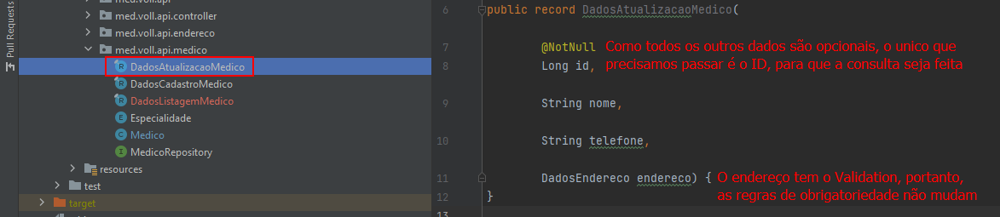 Pull Requests
med.voll.api
med.voll.api.controller
med.voll.api.endereco
med.voll.api.medico
DadosAtualizacaoMedico
DadosCadastroMedico
DadosListagemMedico
Especialidade
Medico
MedicoRepository
resources
test
target
6 public record DadosAtualizacaoMedico(
7 @NotNull Como todos os outros dados são opcionais, o unico que
8 Long id, precisamos passar é o ID, para que a consulta seja feita
9 String nome,
10 String telefone,
11 DadosEndereco endereco) { O endereço tem o Validation, portanto,
12 } as regras de obrigatoriedade não mudam
13